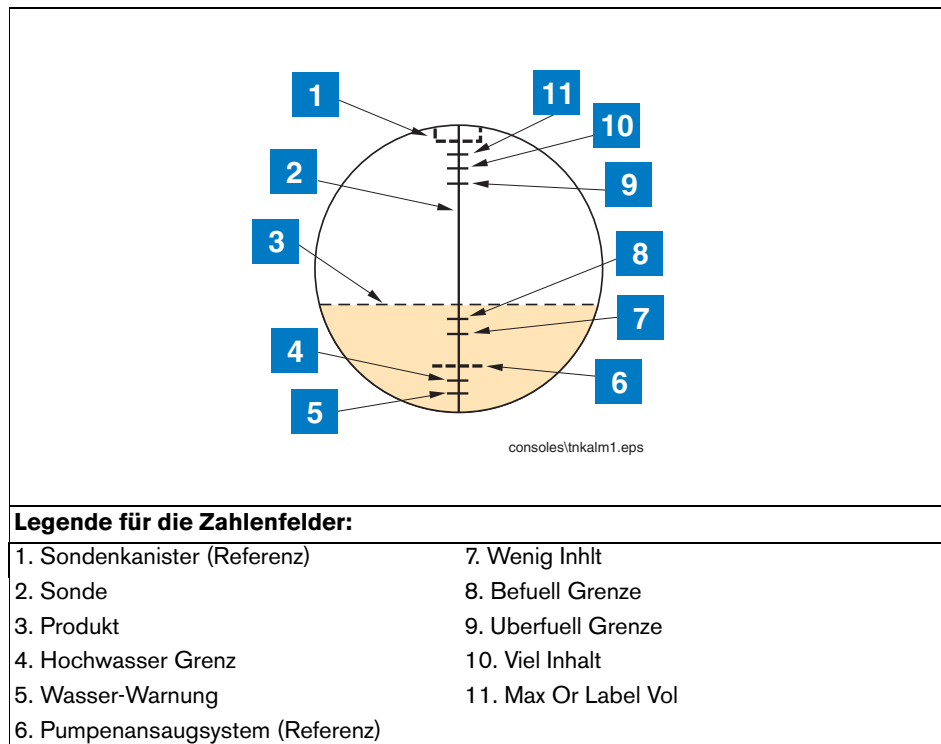 1
11
10
2
9
3
8
7
4
6
5
consoles\tnkalm1.eps
Legende für die Zahlenfelder:
1. Sondenkanister (Referenz)
2. Sonde
3. Produkt
4. Hochwasser Grenz
5. Wasser-Warnung
6. Pumpenansaugsystem (Referenz)
7. Wenig Inhlt
8. Befuell Grenze
9. Uberfuell Grenze
10. Viel Inhalt
11. Max Or Label Vol